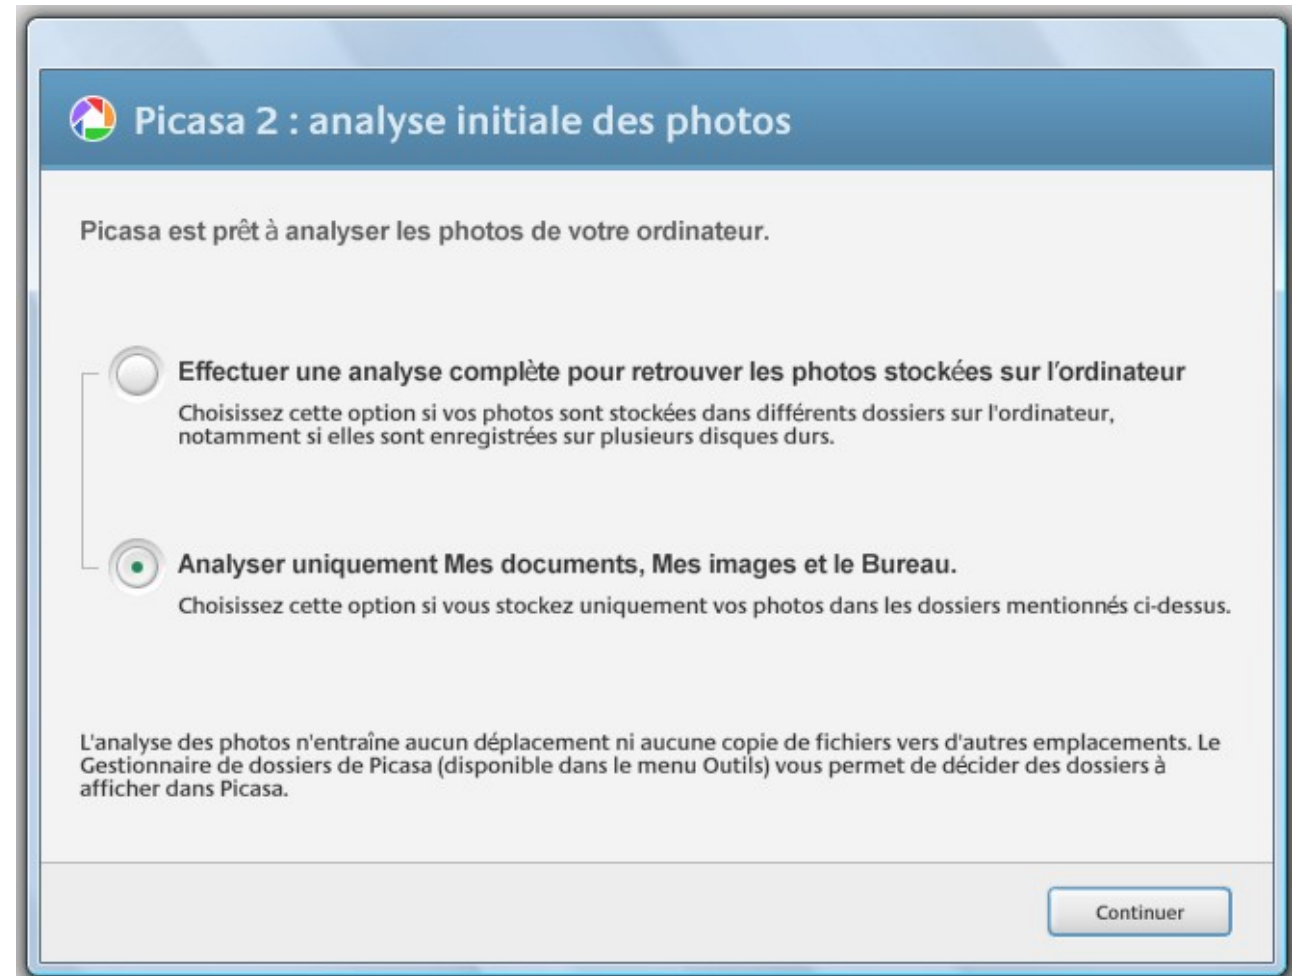 Picasa 2 : analyse initiale des photos
Picasa est prêt à analyser les photos de votre ordinateur.
Effectuer une analyse complète pour retrouver les photos stockées sur l'ordinateur
Choisissez cette option si vos photos sont stockées dans différents dossiers sur l'ordinateur,
notamment si elles sont enregistrées sur plusieurs disques durs.
Analyser uniquement Mes documents, Mes images et le Bureau.
Choisissez cette option si vous stockez uniquement vos photos dans les dossiers mentionnés ci-dessus.
L'analyse des photos n'entraîne aucun déplacement ni aucune copie de fichiers vers d'autres emplacements. Le
Gestionnaire de dossiers de Picasa (disponible dans le menu Outils) vous permet de décider des dossiers à
afficher dans Picasa.
Continuer